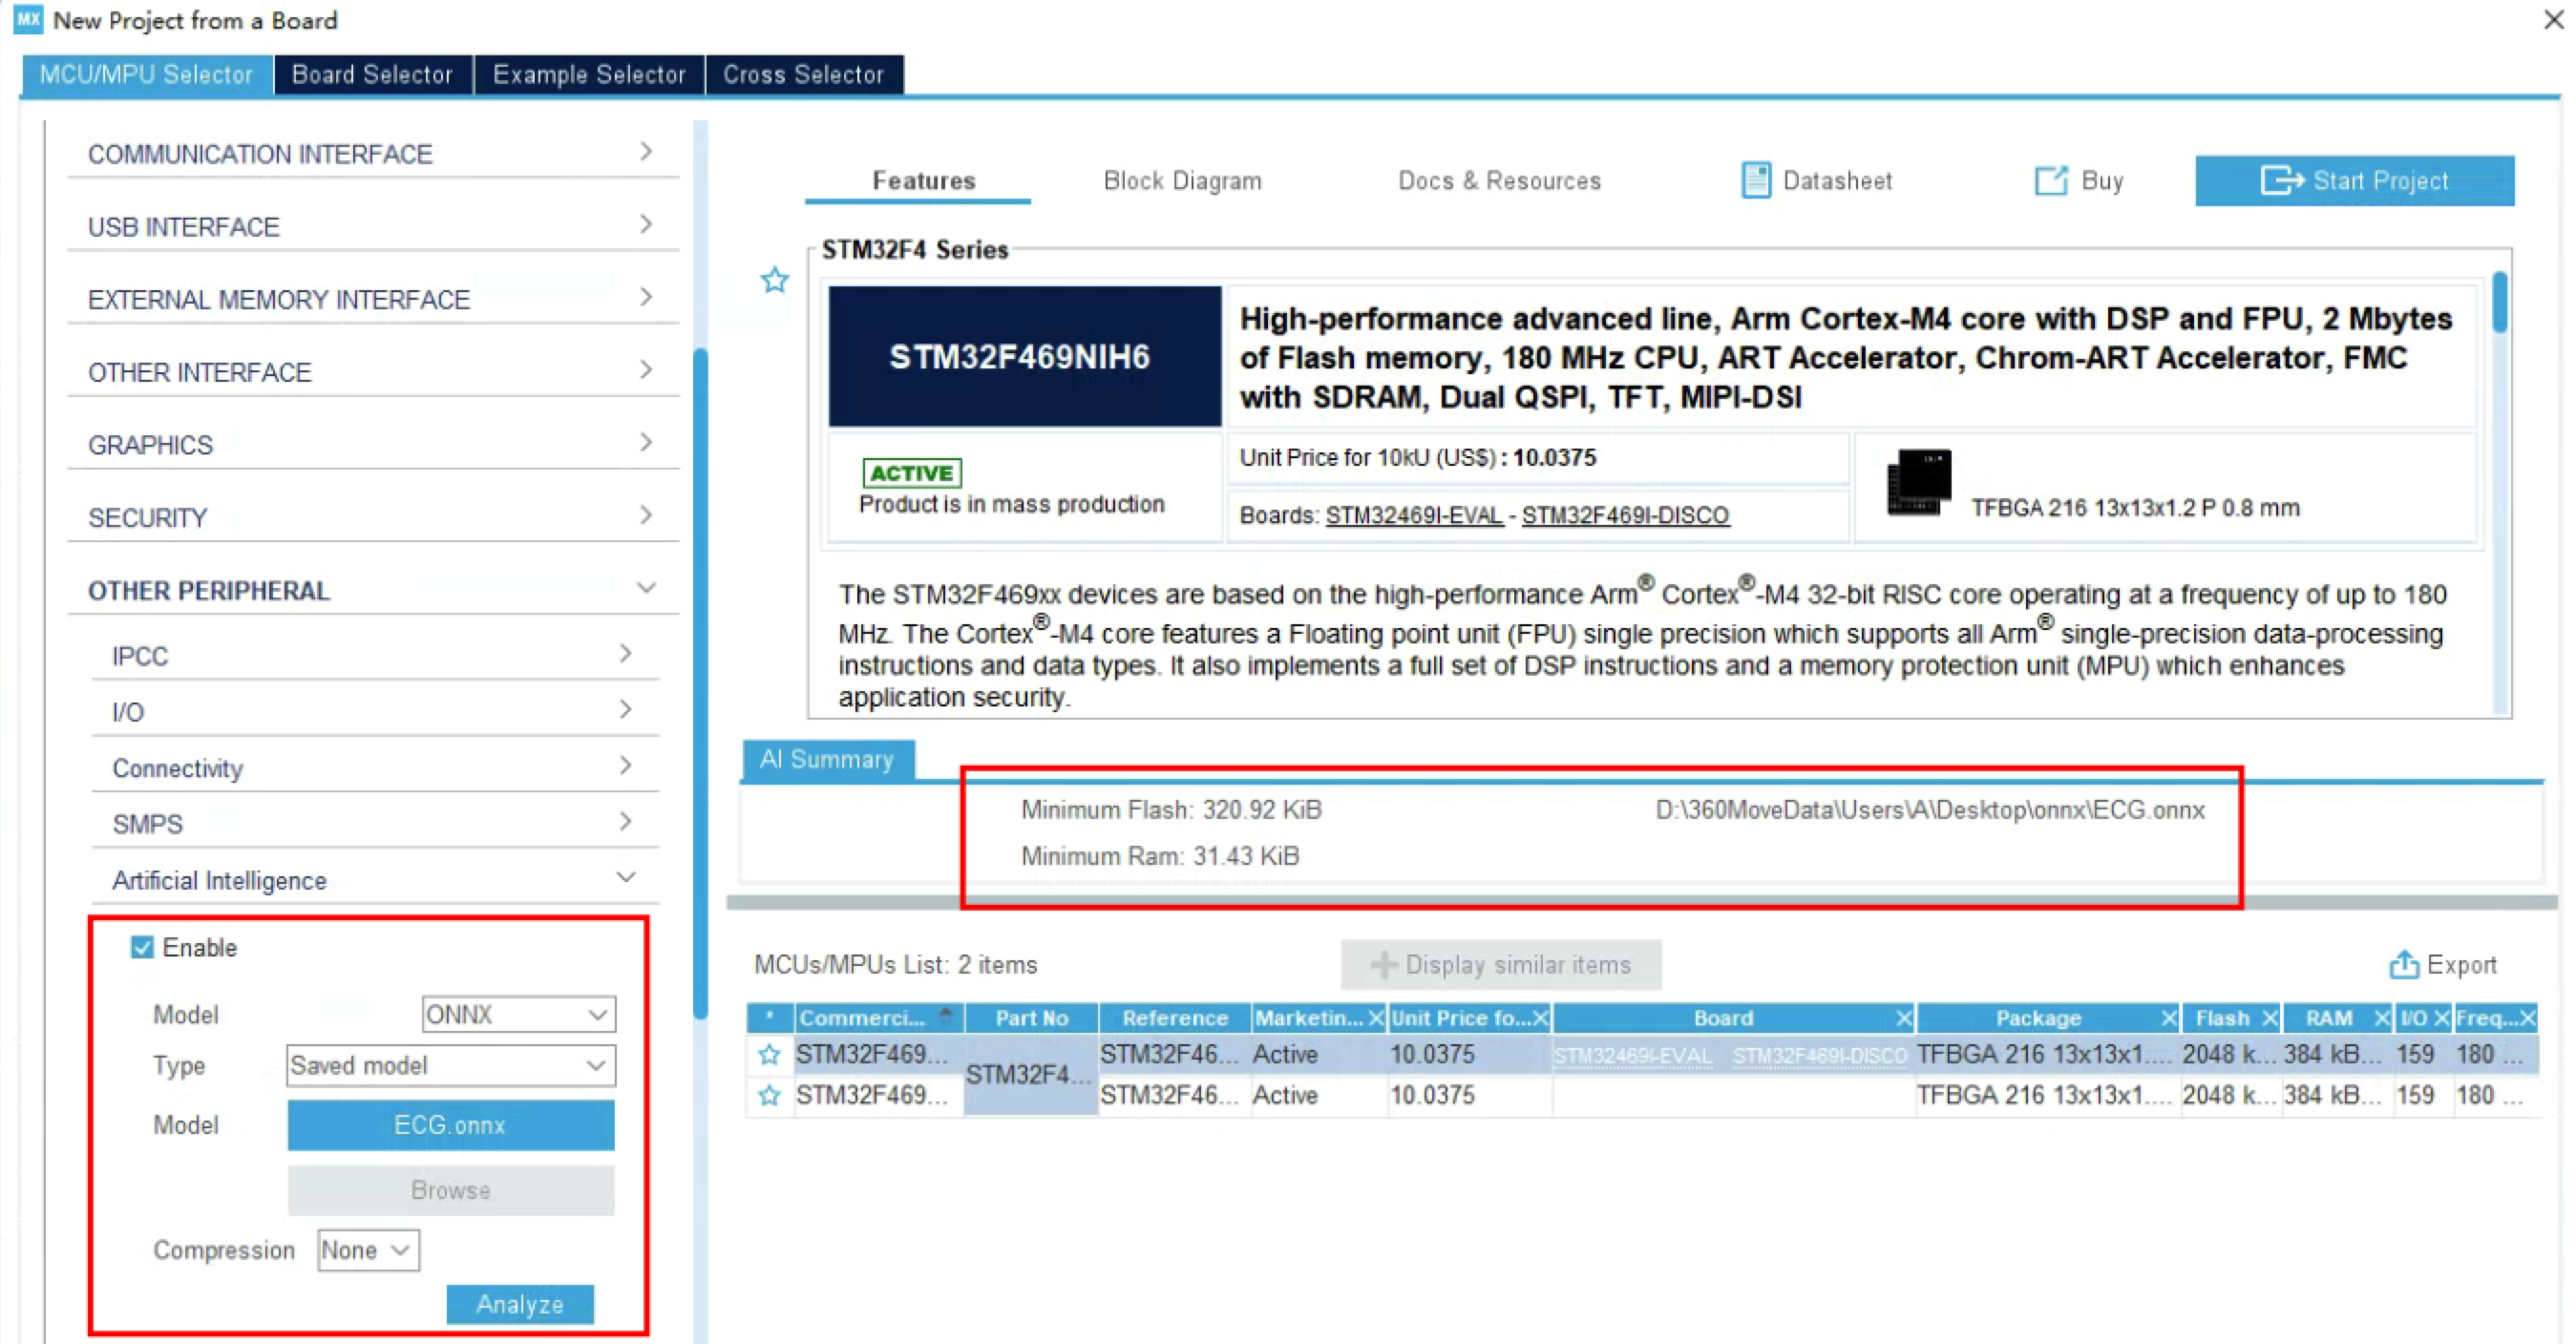 MX New Project from a Board
MCU/MPU Selector Board Selector Example Selector Cross Selector
COMMUNICATION INTERFACE
USB INTERFACE
EXTERNAL MEMORY INTERFACE
OTHER INTERFACE
GRAPHICS
SECURITY
OTHER PERIPHERAL
IPCC
I/O
Connectivity
SMPS
Artificial Intelligence
Enable
Model ONNX
Type Saved model
Model ECG.onnx
Browse
Compression None
Analyze
Features Block Diagram Docs & Resources Datasheet Buy Start Project
STM32F4 Series
STM32F469NIH6
High-performance advanced line, Arm Cortex-M4 core with DSP and FPU, 2 Mbytes
of Flash memory, 180 MHz CPU, ART Accelerator, Chrom-ART Accelerator, FMC
with SDRAM, Dual QSPI, TFT, MIPI-DSI
ACTIVE
Product is in mass production
Unit Price for 10kU (US$) : 10.0375
Boards: STM32469I-EVAL - STM32F469I-DISCO
TFBGA 216 13x13x1.2 P 0.8 mm
The STM32F469xx devices are based on the high-performance Arm® Cortex®-M4 32-bit RISC core operating at a frequency of up to 180
MHz. The Cortex®-M4 core features a Floating point unit (FPU) single precision which supports all Arm® single-precision data-processing
instructions and data types. It also implements a full set of DSP instructions and a memory protection unit (MPU) which enhances
application security.
AI Summary
Minimum Flash: 320.92 KiB D:\360MoveData\Users\A\Desktop\onnx\ECG.onnx
Minimum Ram: 31.43 KiB
MCUs/MPUs List: 2 items + Display similar items Export
* Commerci... Part No Reference Marketin... X Unit Price fo... X Board X Package X Flash X RAM X I/O X Freq... X
STM32F469... STM32F4... STM32F46... Active 10.0375 STM32469I-EVAL STM32F469I-DISCO TFBGA 216 13x13x1.... 2048 k... 384 kB... 159 180 ...
STM32F469... STM32F46... Active 10.0375 TFBGA 216 13x13x1.... 2048 k... 384 kB... 159 180 ...